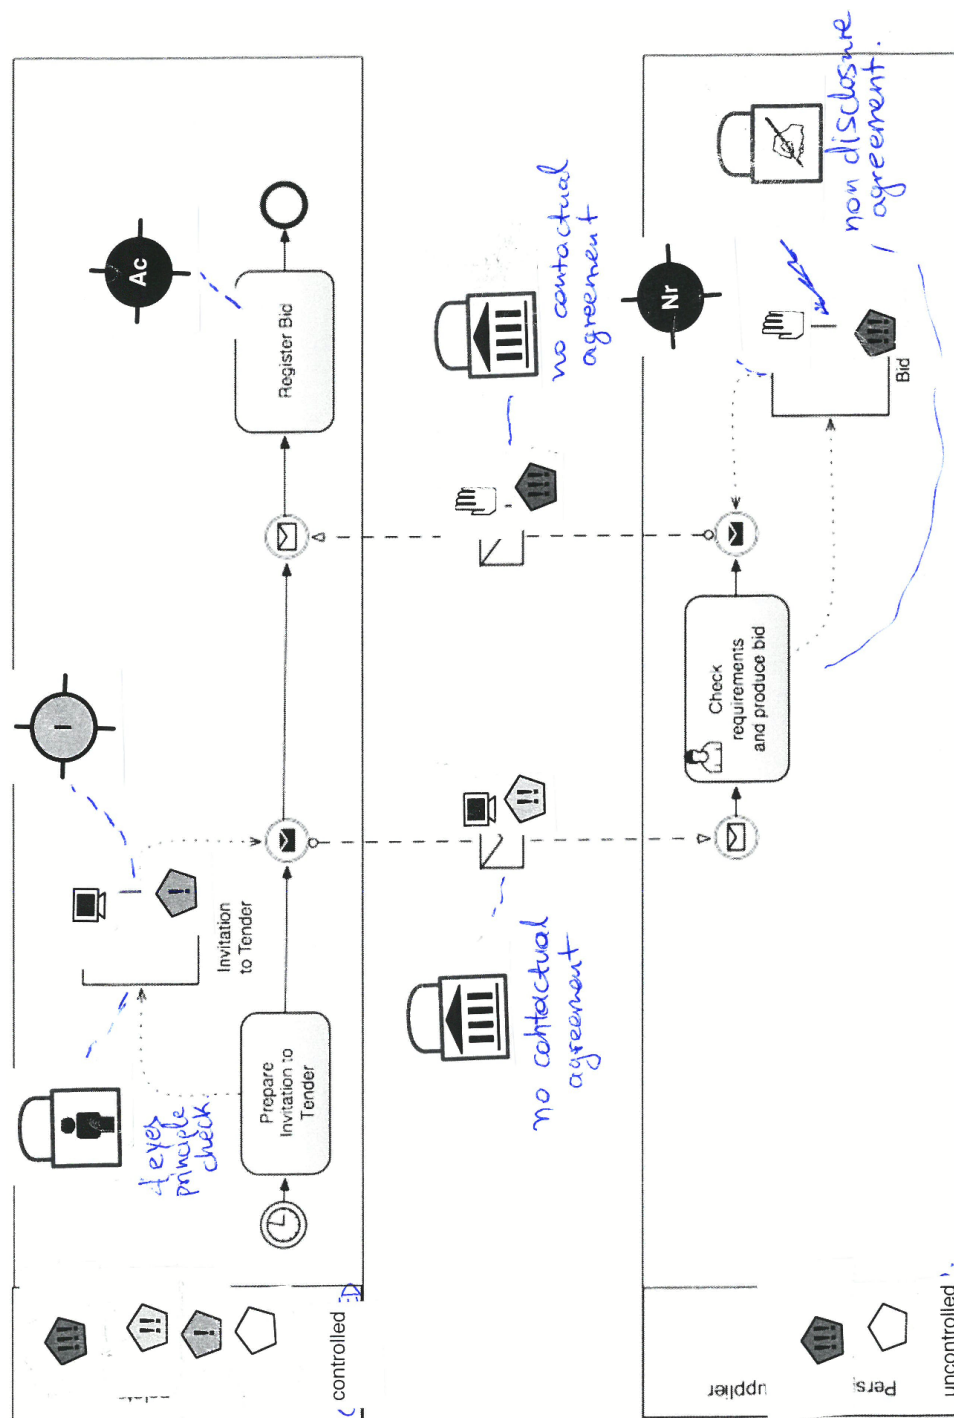 controlled
4 eyes
principle
check
Prepare
Invitation to
Tender
Invitation
to Tender
!
I
Register Bid
Ac
no contactual
agreement
!!
no contactual
agreement
!!!
upplier
uncontrolled
Check
requirements
and produce bid
Nr
!!!
Bid
non disclosure
agreement.
!!!
!!
!
!!!